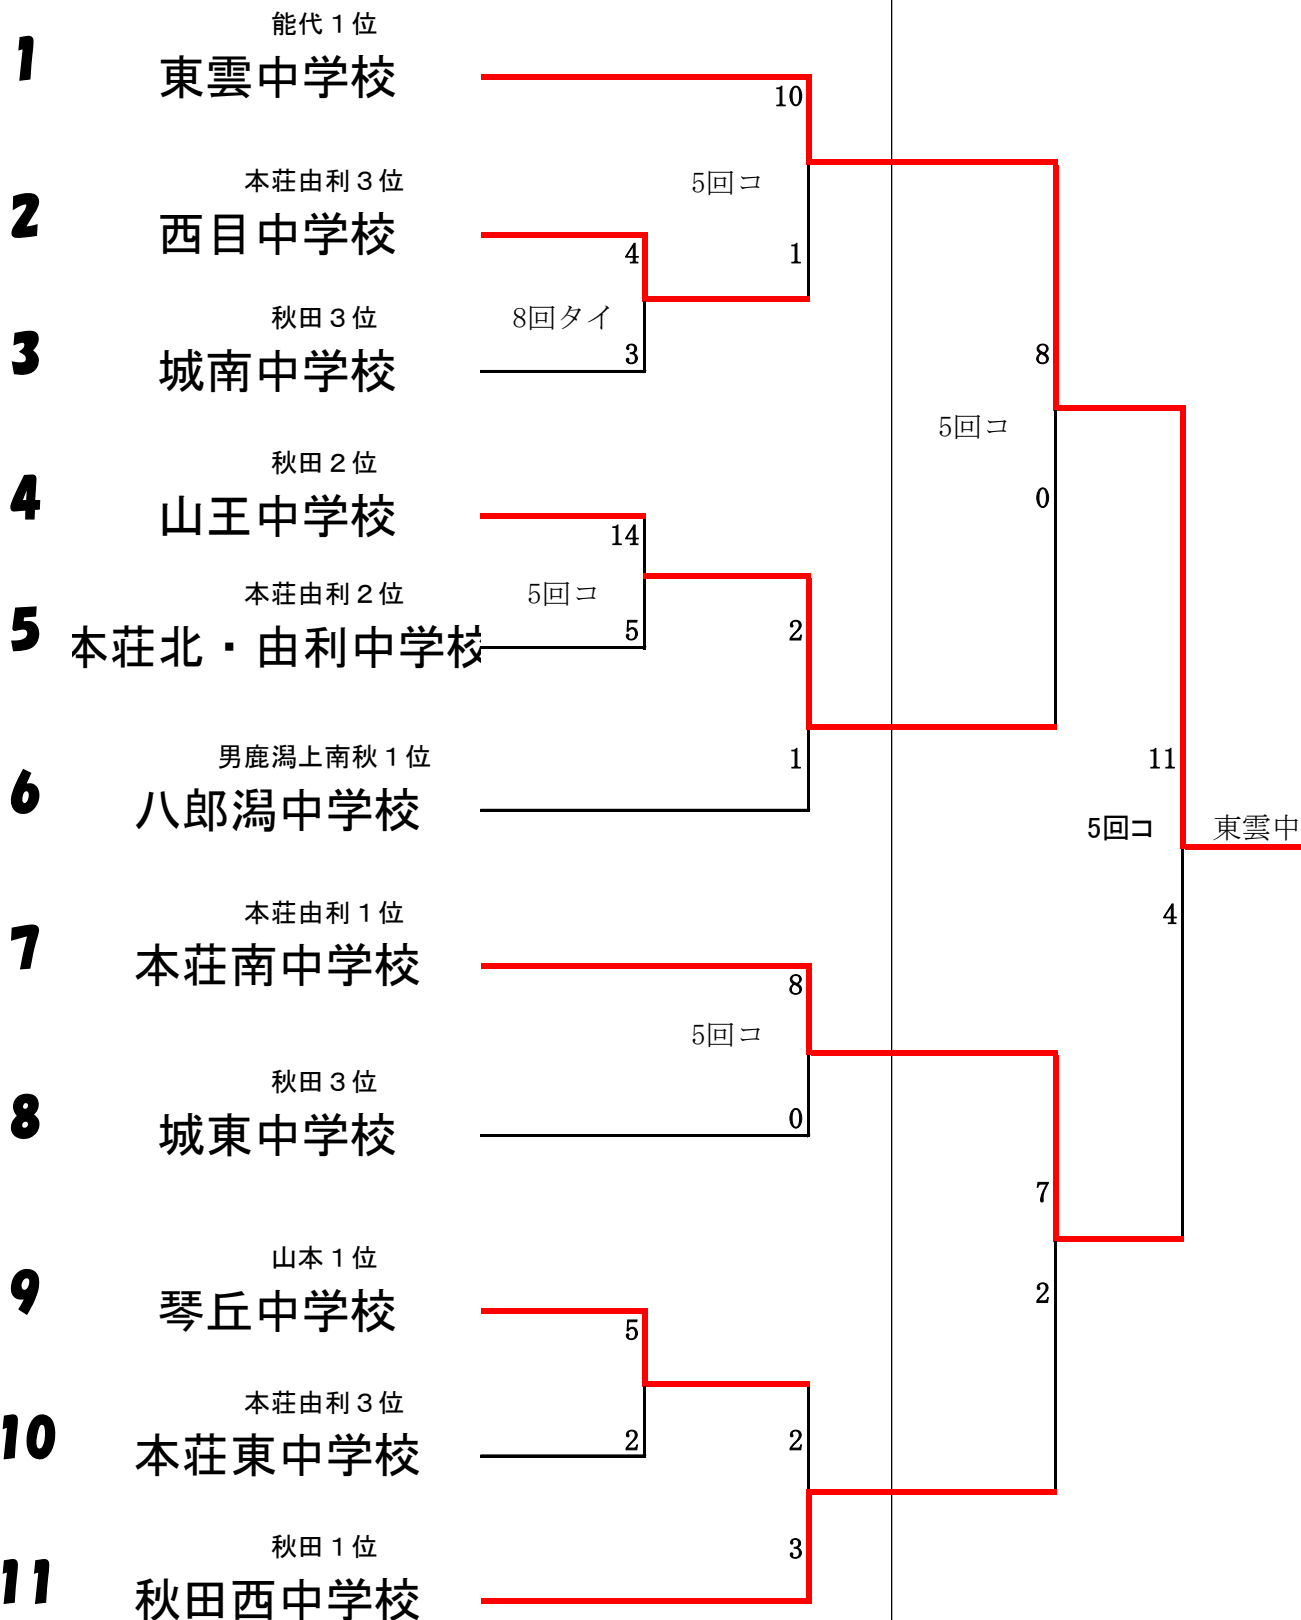 能代１位
1 東雲中学校
10
本荘由利３位
5回コ
2 西目中学校
4
1
秋田３位
8回タイ
3 城南中学校
3
8
5回コ
秋田２位
4 山王中学校
0
14
本荘由利２位
5回コ
5 本荘北・由利中学校
5
2
男鹿潟上南秋１位
1
11
6 八郎潟中学校
5回コ
東雲中
本荘由利１位
4
7 本荘南中学校
8
5回コ
秋田３位
8 城東中学校
0
7
山本１位
2
9 琴丘中学校
5
本荘由利３位
10 本荘東中学校
2
2
秋田１位
3
11 秋田西中学校